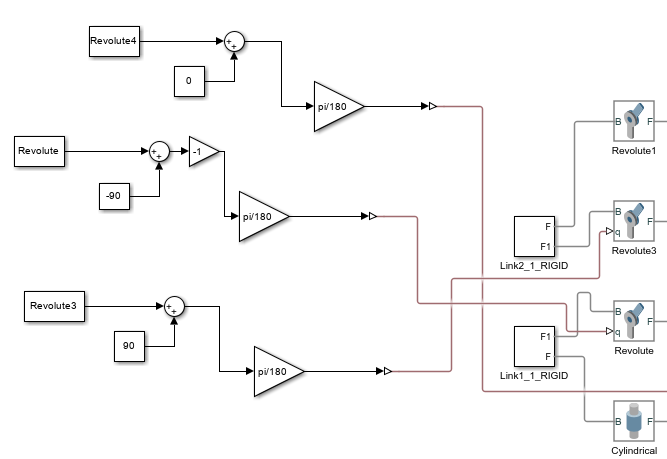 Revolute4
0
pi/180
B F
Revolute1
Revolute
-90
-1
pi/180
F
F1
Link2_1_RIGID
B F
q
Revolute3
Revolute3
90
pi/180
F1
F
Link1_1_RIGID
B F
q
Revolute
B F
Cylindrical